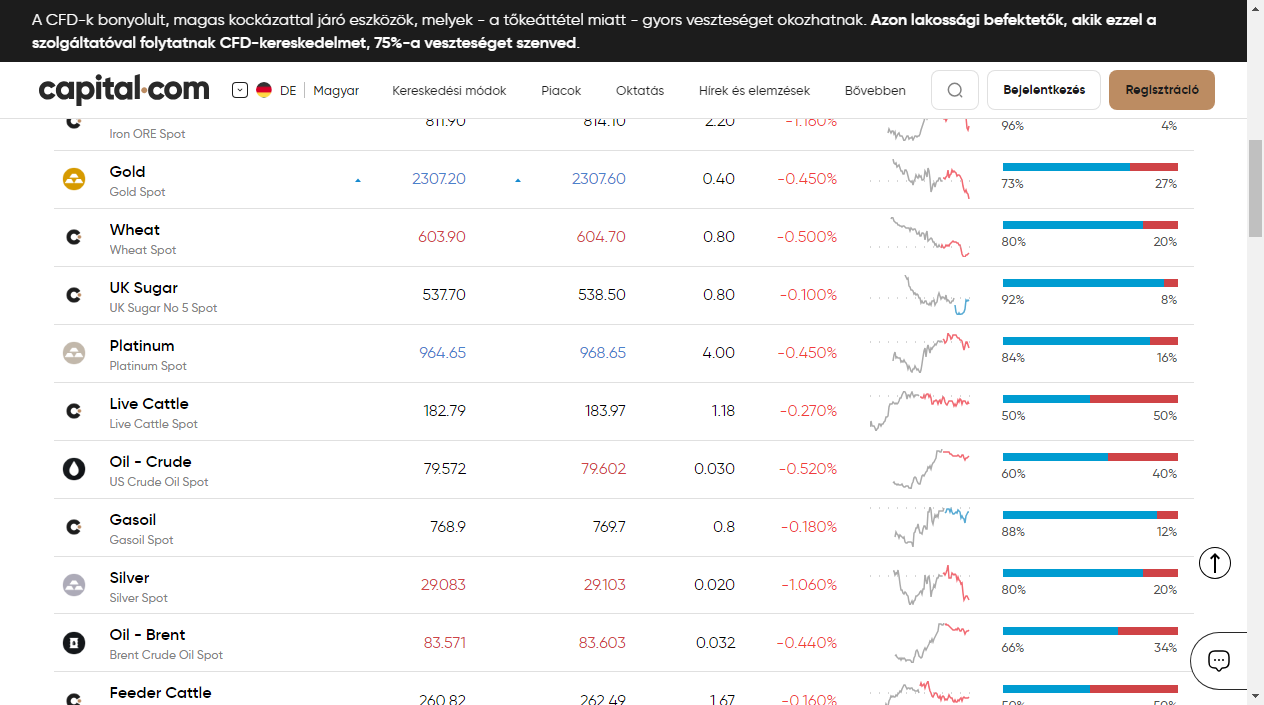 A CFD-k bonyolult, magas kockázattal járó eszközök, melyek - a tőkeáttétel miatt - gyors veszteséget okozhatnak. Azon lakossági befektetők, akik ezzel a
szolgáltatóval folytatnak CFD-kereskedelmet, 75%-a veszteséget szenved.
capital.com DE Magyar Kereskedési módok Piacok Oktatás Hírek és elemzések Bővebben Bejelentkezés Regisztráció
811.90 814.10 2.20 -1.160%
Iron ORE Spot 96% 4%
Gold
Gold Spot 2307.20 2307.60 0.40 -0.450% 73% 27%
Wheat
Wheat Spot 603.90 604.70 0.80 -0.500% 80% 20%
UK Sugar
UK Sugar No 5 Spot 537.70 538.50 0.80 -0.100% 92% 8%
Platinum
Platinum Spot 964.65 968.65 4.00 -0.450% 84% 16%
Live Cattle
Live Cattle Spot 182.79 183.97 1.18 -0.270% 50% 50%
Oil - Crude
US Crude Oil Spot 79.572 79.602 0.030 -0.520% 60% 40%
Gasoil
Gasoil Spot 768.9 769.7 0.8 -0.180% 88% 12%
Silver
Silver Spot 29.083 29.103 0.020 -1.060% 80% 20%
Oil - Brent
Brent Crude Oil Spot 83.571 83.603 0.032 -0.440% 66% 34%
Feeder Cattle
260.82 262.49 1.67 -0.160% 50% 50%